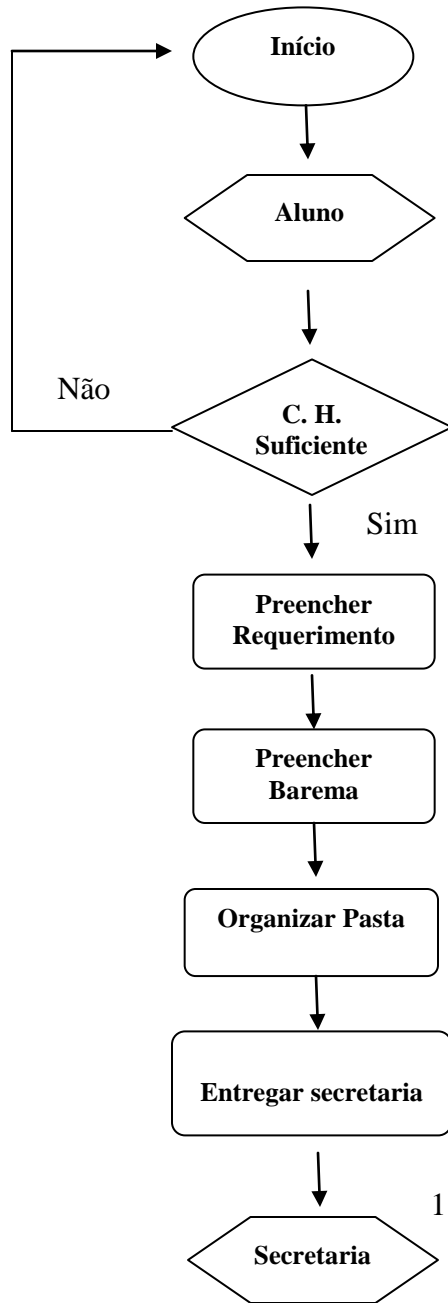 Início
Aluno
Não
C. H.
Suficiente
Sim
Preencher
Requerimento
Preencher
Barema
Organizar Pasta
Entregar secretaria
1
Secretaria